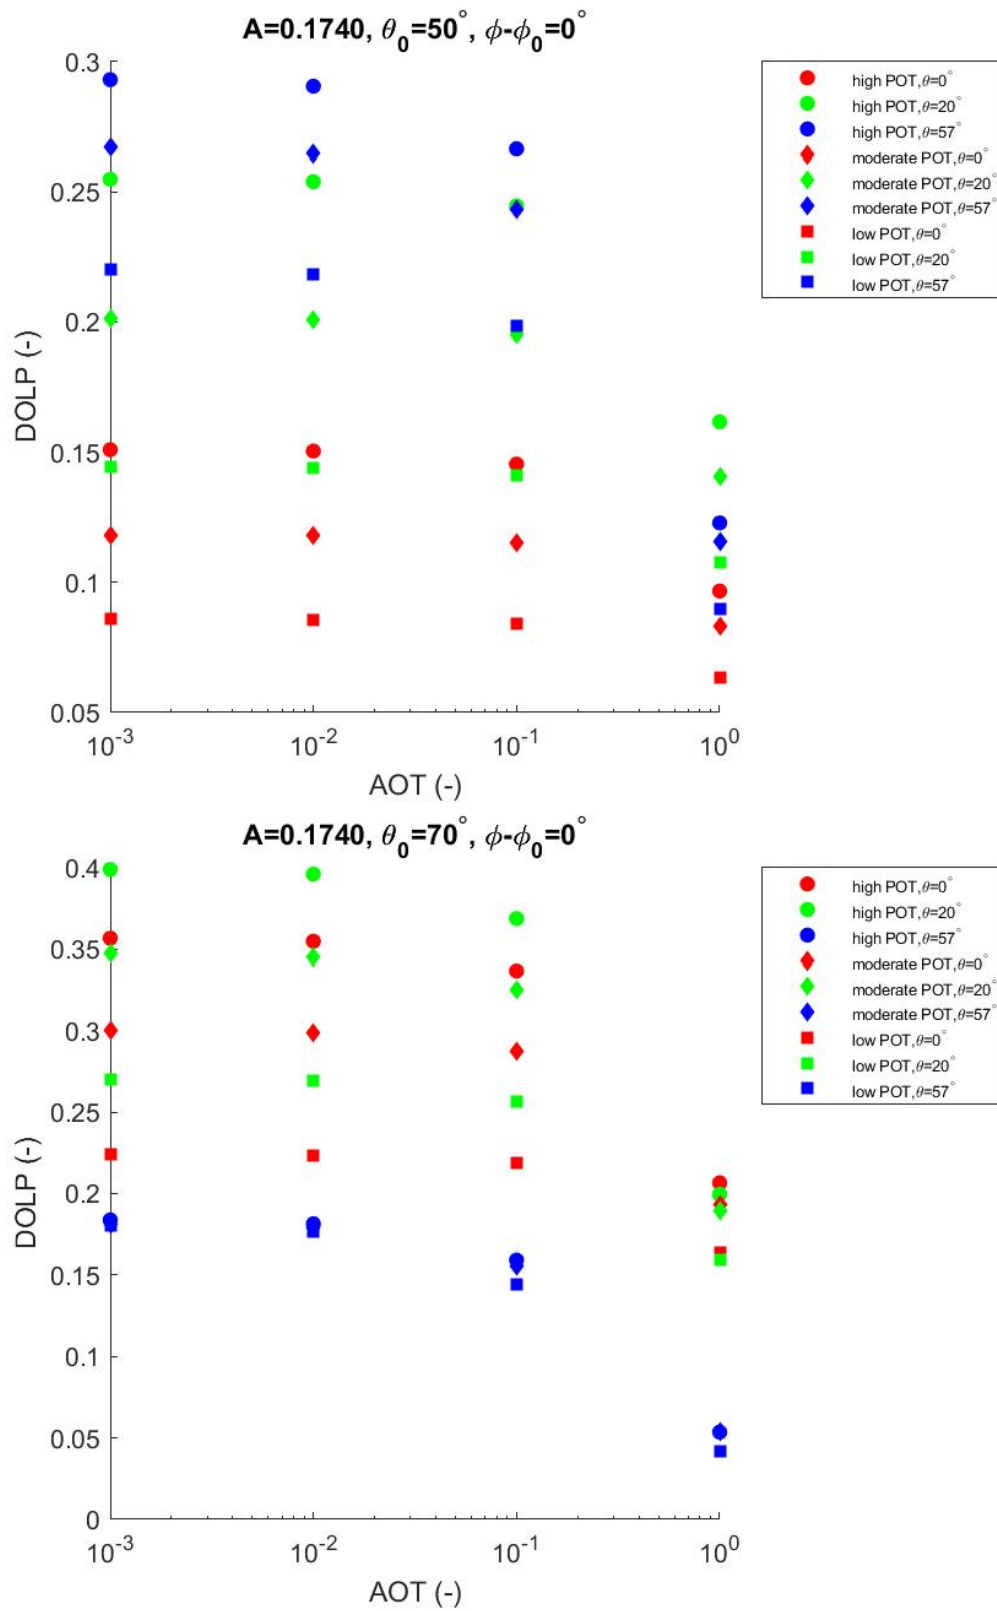 A=0.1740, θ₀=50°, ϕ-ϕ₀=0°
0.3
0.25
0.2
0.15
0.1
0.05
DOLP (-)
10⁻³ 10⁻² 10⁻¹ 10⁰
AOT (-)
high POT,θ=0°
high POT,θ=20°
high POT,θ=57°
moderate POT,θ=0°
moderate POT,θ=20°
moderate POT,θ=57°
low POT,θ=0°
low POT,θ=20°
low POT,θ=57°
A=0.1740, θ₀=70°, ϕ-ϕ₀=0°
0.4
0.35
0.3
0.25
0.2
0.15
0.1
0.05
0
DOLP (-)
10⁻³ 10⁻² 10⁻¹ 10⁰
AOT (-)
high POT,θ=0°
high POT,θ=20°
high POT,θ=57°
moderate POT,θ=0°
moderate POT,θ=20°
moderate POT,θ=57°
low POT,θ=0°
low POT,θ=20°
low POT,θ=57°